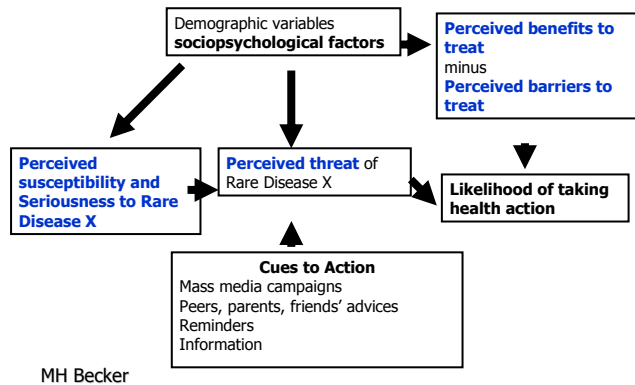 Demographic variables
sociopsychological factors
Perceived benefits to
treat
minus
Perceived barriers to
treat
Perceived
susceptibility and
Seriousness to Rare
Disease X
Perceived threat of
Rare Disease X
Likelihood of taking
health action
Cues to Action
Mass media campaigns
Peers, parents, friends’ advices
Reminders
Information
MH Becker